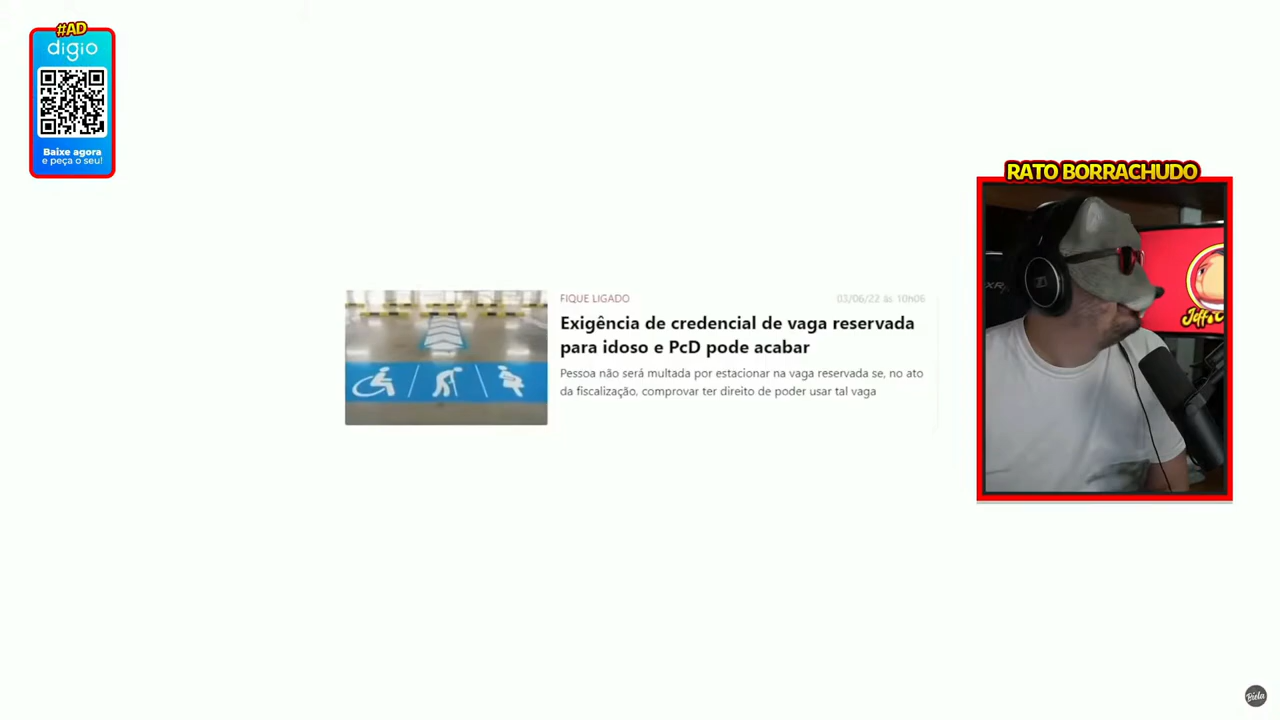 #AD
digio
Baixe agora
e peça o seu!
RATO BORRACHUDO
FIQUE LIGADO
03/06/22 às 10h06
Exigência de credencial de vaga reservada
para idoso e PcD pode acabar
Pessoa não será multada por estacionar na vaga reservada se, no ato
da fiscalização, comprovar ter direito de poder usar tal vaga
Biela